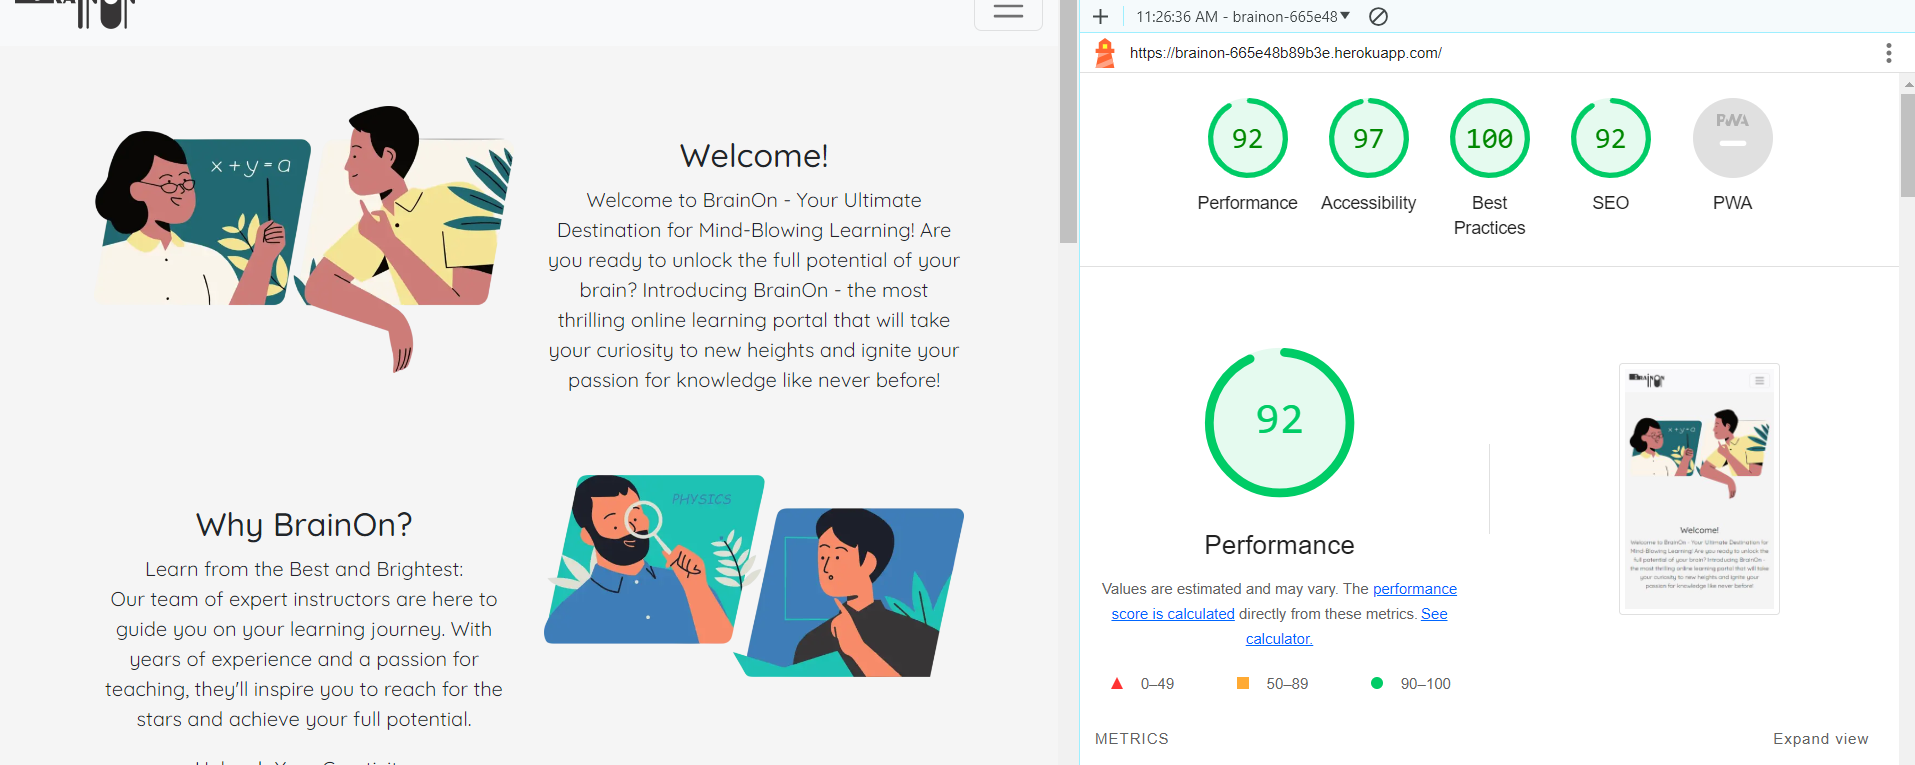 BRAINON
x + y = a
Welcome!
Welcome to BrainOn - Your Ultimate
Destination for Mind-Blowing Learning! Are
you ready to unlock the full potential of your
brain? Introducing BrainOn - the most
thrilling online learning portal that will take
your curiosity to new heights and ignite your
passion for knowledge like never before!
Why BrainOn?
Learn from the Best and Brightest:
Our team of expert instructors are here to
guide you on your learning journey. With
years of experience and a passion for
teaching, they'll inspire you to reach for the
stars and achieve your full potential.
PHYSICS
11:26:36 AM - brainon-665e48
https://brainon-665e48b89b3e.herokuapp.com/
92
Performance
97
Accessibility
100
Best
Practices
92
SEO
PWA
PWA
92
Performance
Values are estimated and may vary. The performance
score is calculated directly from these metrics. See
calculator.
0–49
50–89
90–100
BRAINON
x+y=a
Welcome!
Welcome to BrainOn - Your Ultimate Destination for
Mind-Blowing Learning! Are you ready to unlock the
full potential of your brain? Introducing BrainOn -
the most thrilling online learning portal that will take
your curiosity to new heights and ignite your
passion for knowledge like never before!
METRICS
Expand view